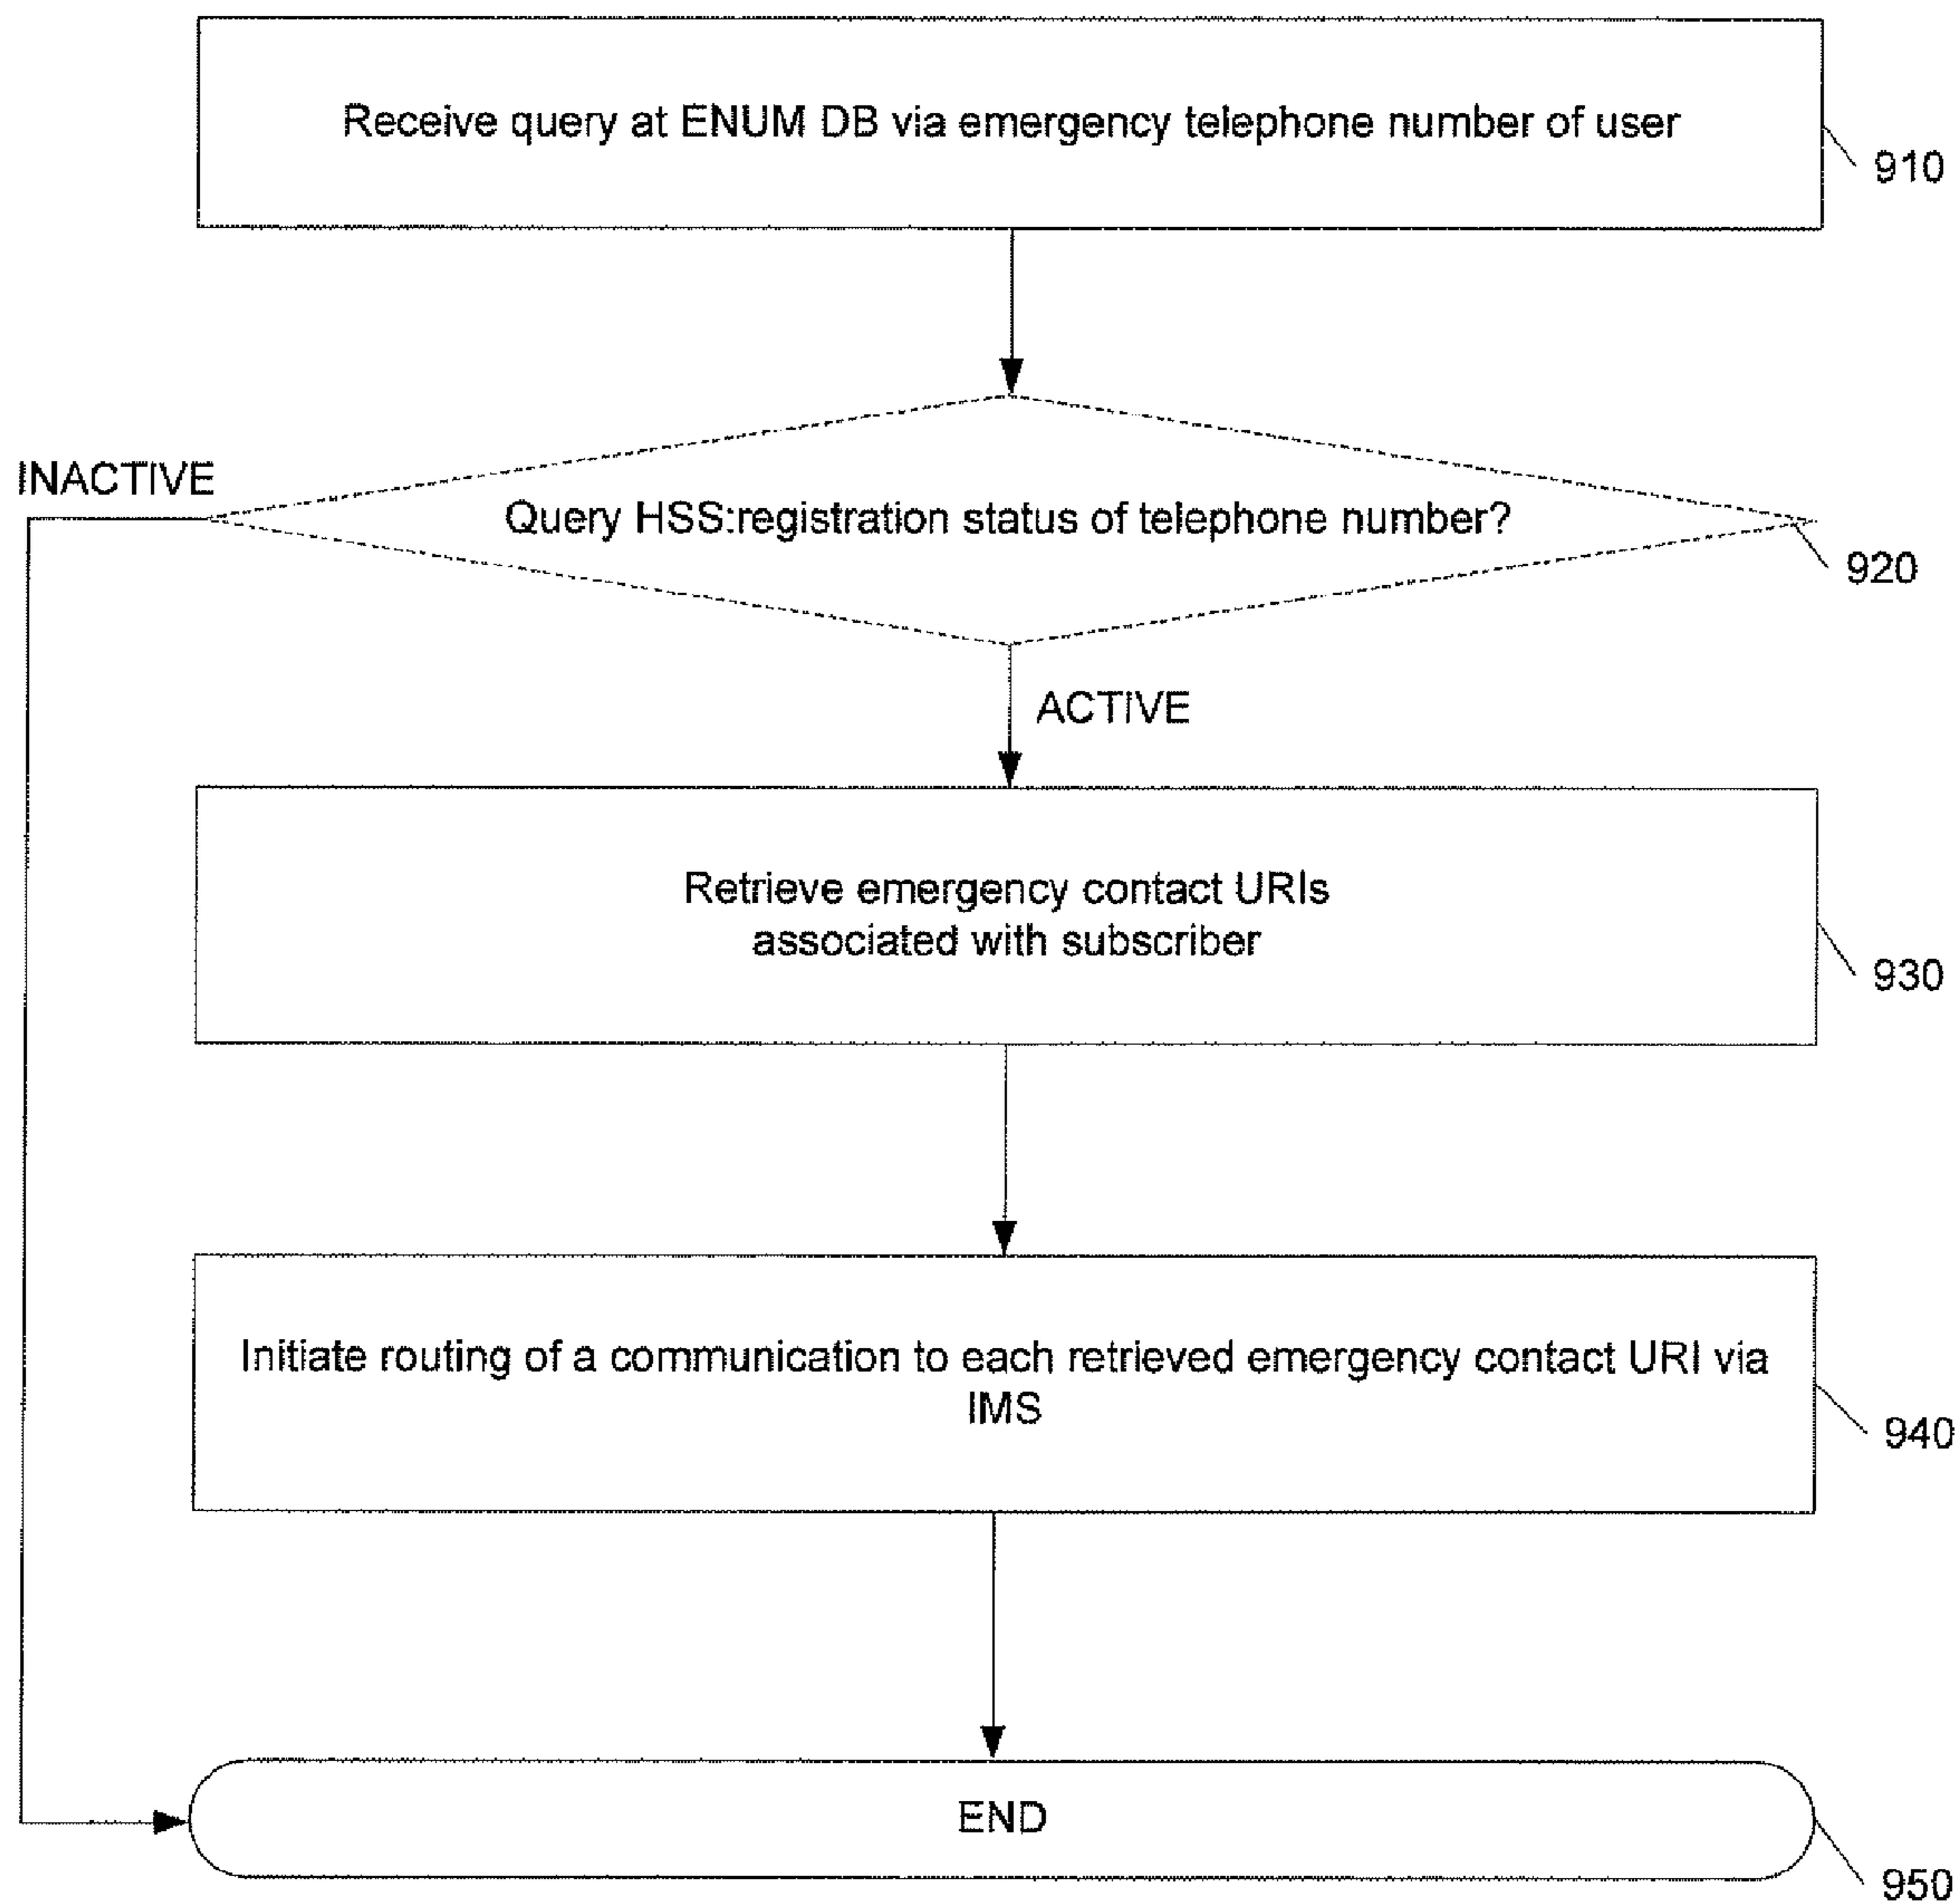 Receive query at ENUM DB via emergency telephone number of user
910
INACTIVE
Query HSS:registration status of telephone number?
920
ACTIVE
Retrieve emergency contact URIs
associated with subscriber
930
Initiate routing of a communication to each retrieved emergency contact URI via
IMS
940
END
950